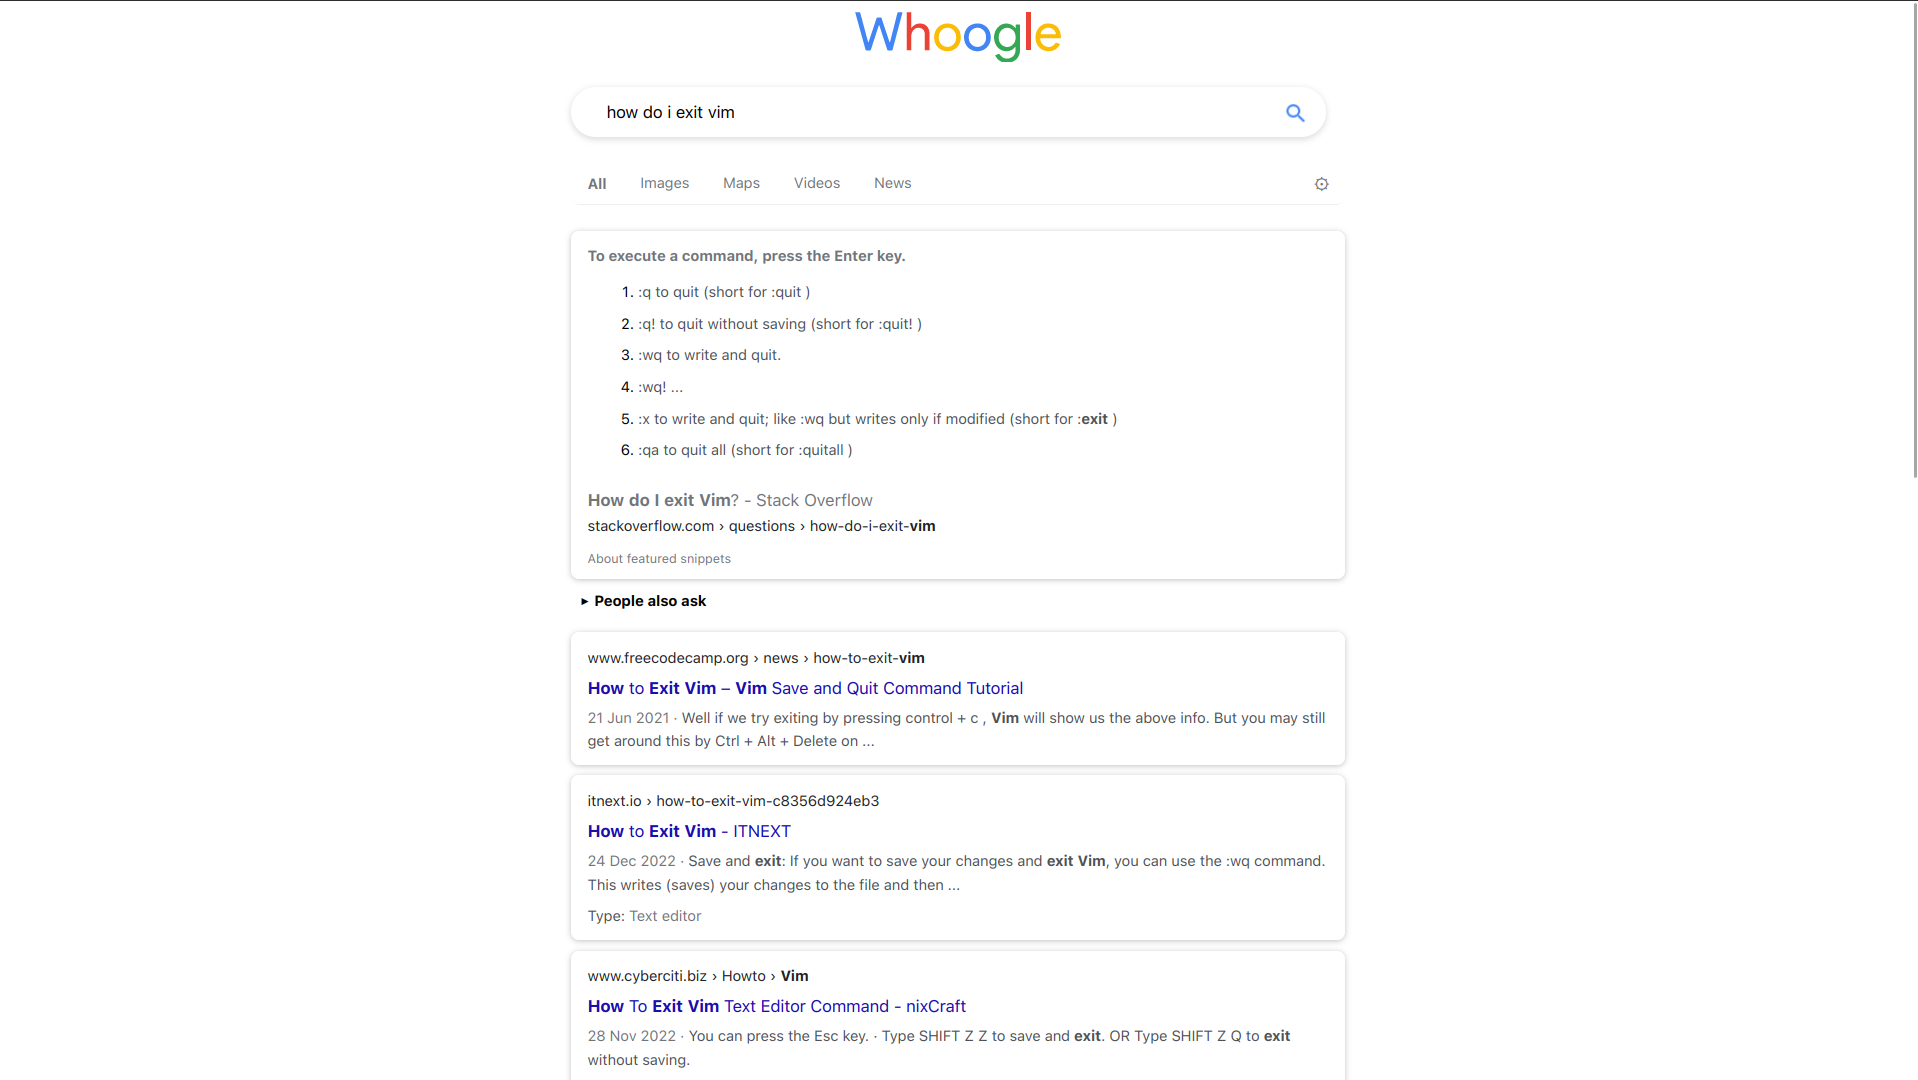 Whoogle
how do i exit vim
All Images Maps Videos News
To execute a command, press the Enter key.
1. :q to quit (short for :quit )
2. :q! to quit without saving (short for :quit! )
3. :wq to write and quit.
4. :wq! ...
5. :x to write and quit; like :wq but writes only if modified (short for :exit )
6. :qa to quit all (short for :quitall )
How do I exit Vim? - Stack Overflow
stackoverflow.com › questions › how-do-i-exit-vim
About featured snippets
► People also ask
www.freecodecamp.org › news › how-to-exit-vim
How to Exit Vim – Vim Save and Quit Command Tutorial
21 Jun 2021 · Well if we try exiting by pressing control + c , Vim will show us the above info. But you may still
get around this by Ctrl + Alt + Delete on ...
itnext.io › how-to-exit-vim-c8356d924eb3
How to Exit Vim - ITNEXT
24 Dec 2022 · Save and exit: If you want to save your changes and exit Vim, you can use the :wq command.
This writes (saves) your changes to the file and then ...
Type: Text editor
www.cyberciti.biz › Howto › Vim
How To Exit Vim Text Editor Command - nixCraft
28 Nov 2022 · You can press the Esc key. · Type SHIFT Z Z to save and exit. OR Type SHIFT Z Q to exit
without saving.